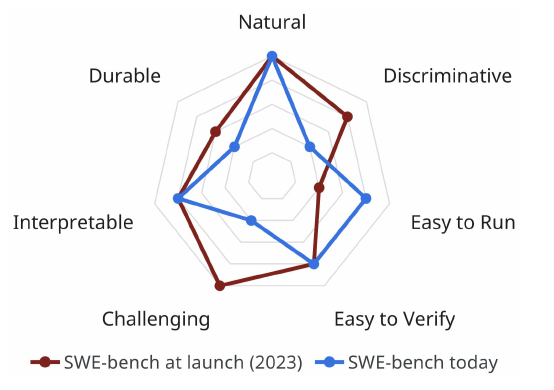 Natural
Durable
Discriminative
Interpretable
Easy to Run
Challenging
Easy to Verify
SWE-bench at launch (2023)
SWE-bench today